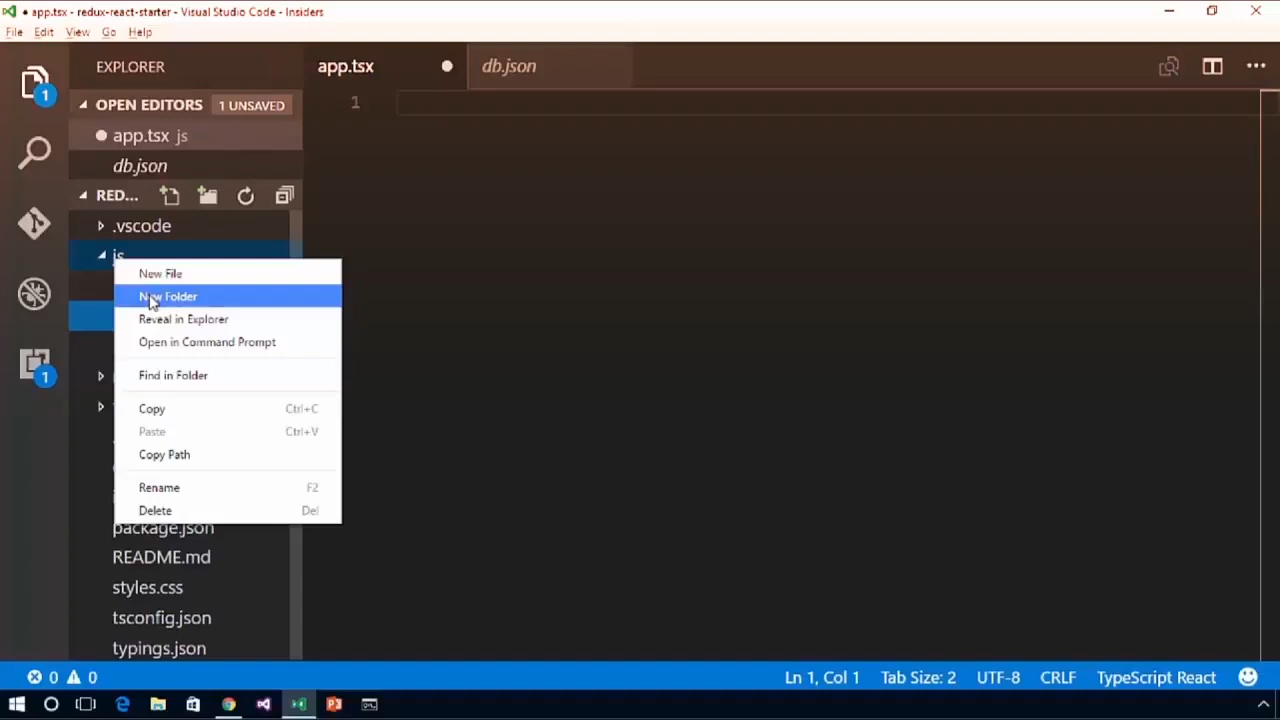 ● app.tsx - redux-react-starter - Visual Studio Code - Insiders
File Edit View Go Help
EXPLORER
app.tsx
db.json
OPEN EDITORS 1 UNSAVED
1
app.tsx js
db.json
RED...
.vscode
js
New File
New Folder
Reveal in Explorer
Open in Command Prompt
Find in Folder
Copy Ctrl+C
Paste Ctrl+V
Copy Path
Rename F2
Delete Del
package.json
README.md
styles.css
tsconfig.json
typings.json
1
1
0 0
Ln 1, Col 1 Tab Size: 2 UTF-8 CRLF TypeScript React